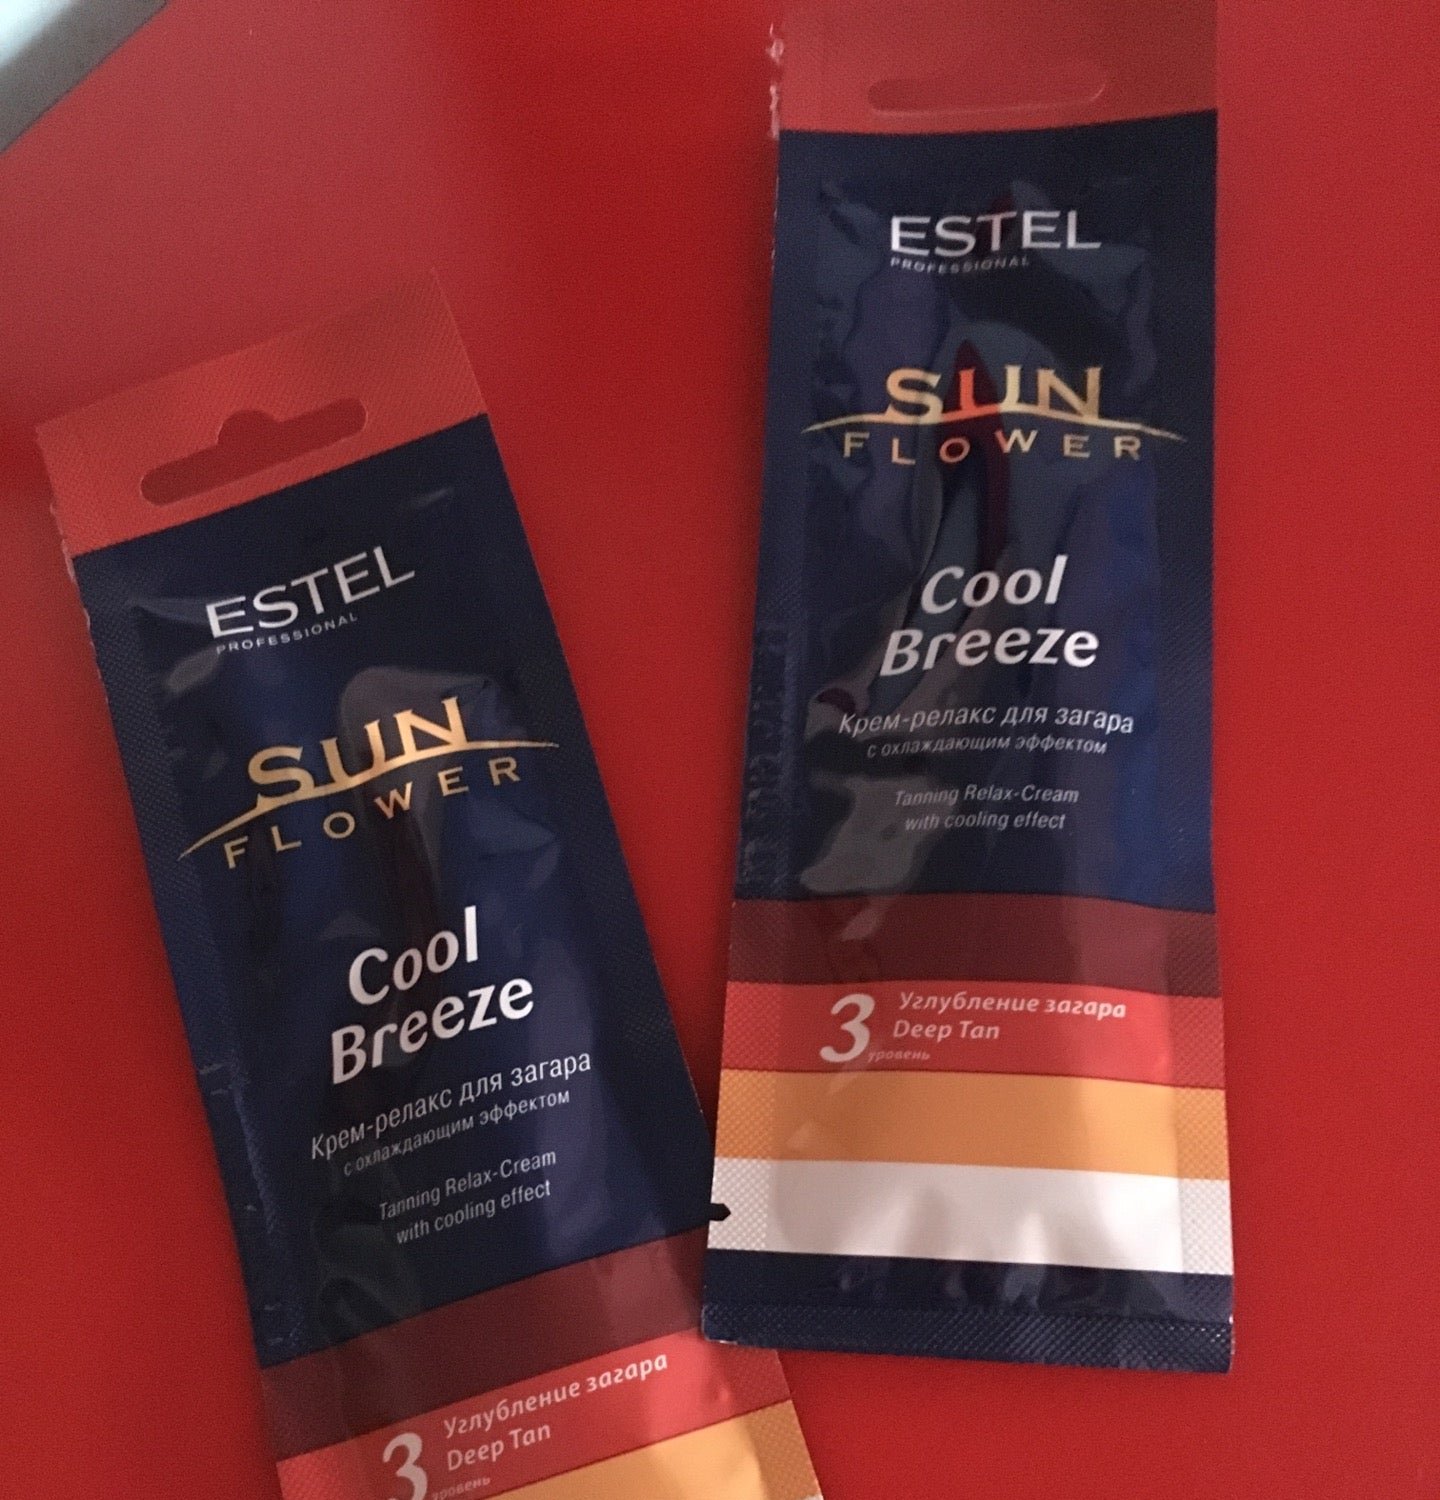 ESTEL
PROFESSIONAL
SUN
FLOWER
Cool
Breeze
Крем-релакс для загара
с охлаждающим эффектом
Tanning Relax-Cream
with cooling effect
3
уровень
Углубление загара
Deep Tan
ESTEL
PROFESSIONAL
SUN
FLOWER
Cool
Breeze
Крем-релакс для загара
с охлаждающим эффектом
Tanning Relax-Cream
with cooling effect
3
уровень
Углубление загара
Deep Tan